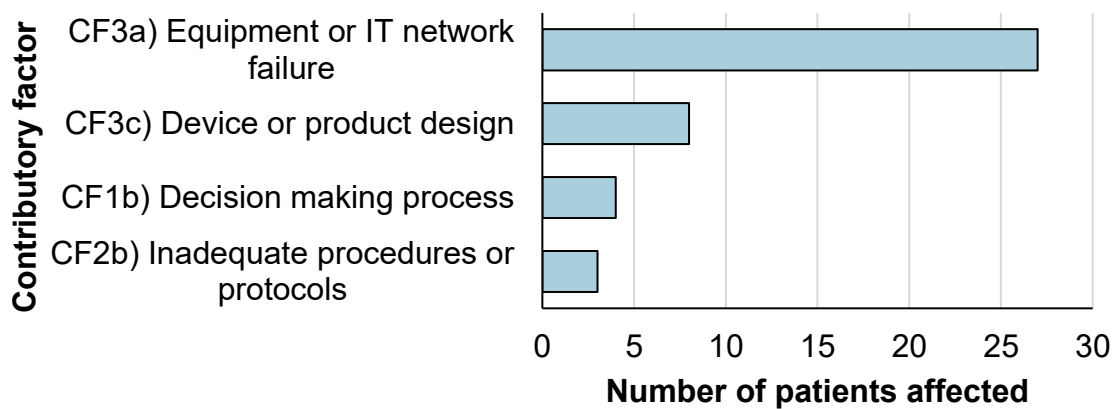 Contributory factor
CF3a) Equipment or IT network
failure
CF3c) Device or product design
CF1b) Decision making process
CF2b) Inadequate procedures or
protocols
0 5 10 15 20 25 30
Number of patients affected